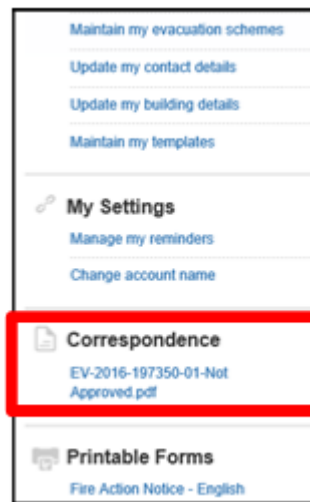 Maintain my evacuation schemes
Update my contact details
Update my building details
Maintain my templates
My Settings
Manage my reminders
Change account name
Correspondence
EV-2016-197350-01-Not
Approved.pdf
Printable Forms
Fire Action Notice - English